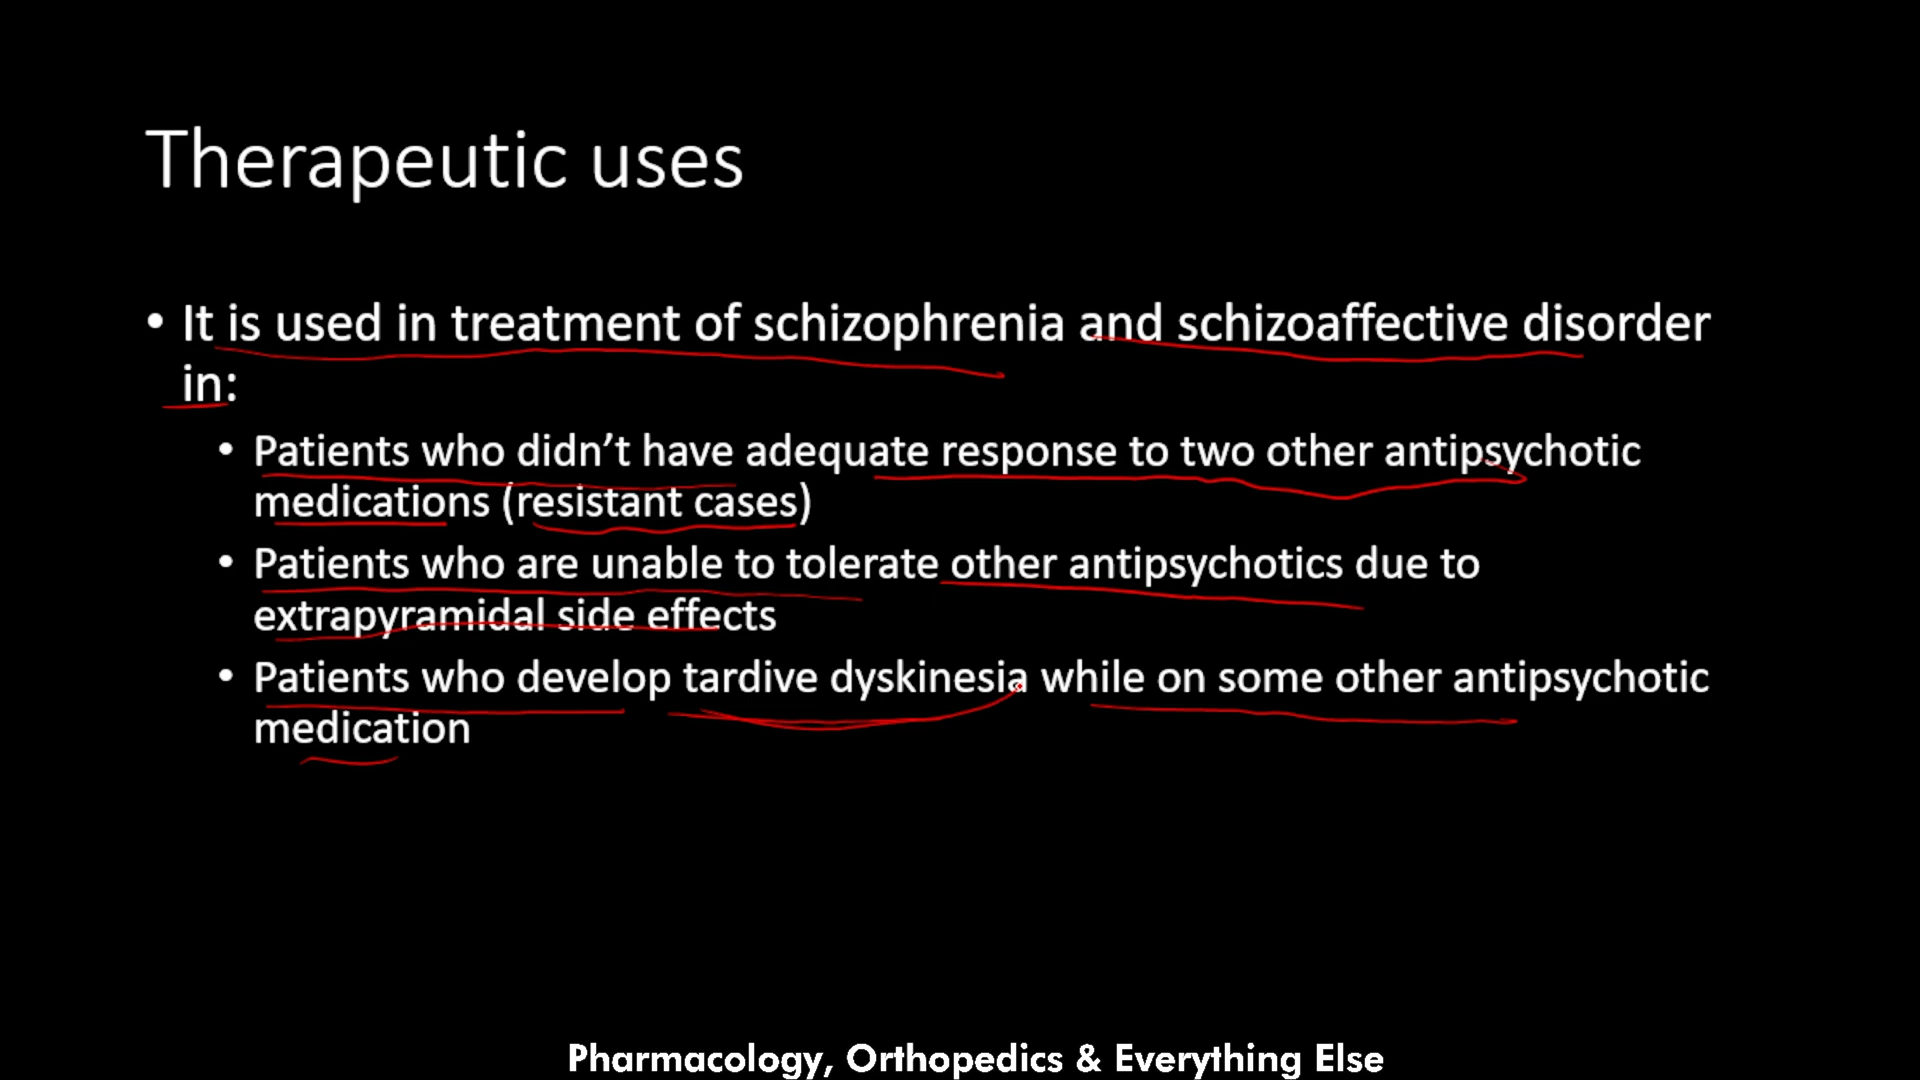 Therapeutic uses
• It is used in treatment of schizophrenia and schizoaffective disorder
in:
• Patients who didn’t have adequate response to two other antipsychotic
medications (resistant cases)
• Patients who are unable to tolerate other antipsychotics due to
extrapyramidal side effects
• Patients who develop tardive dyskinesia while on some other antipsychotic
medication
Pharmacology, Orthopedics & Everything Else